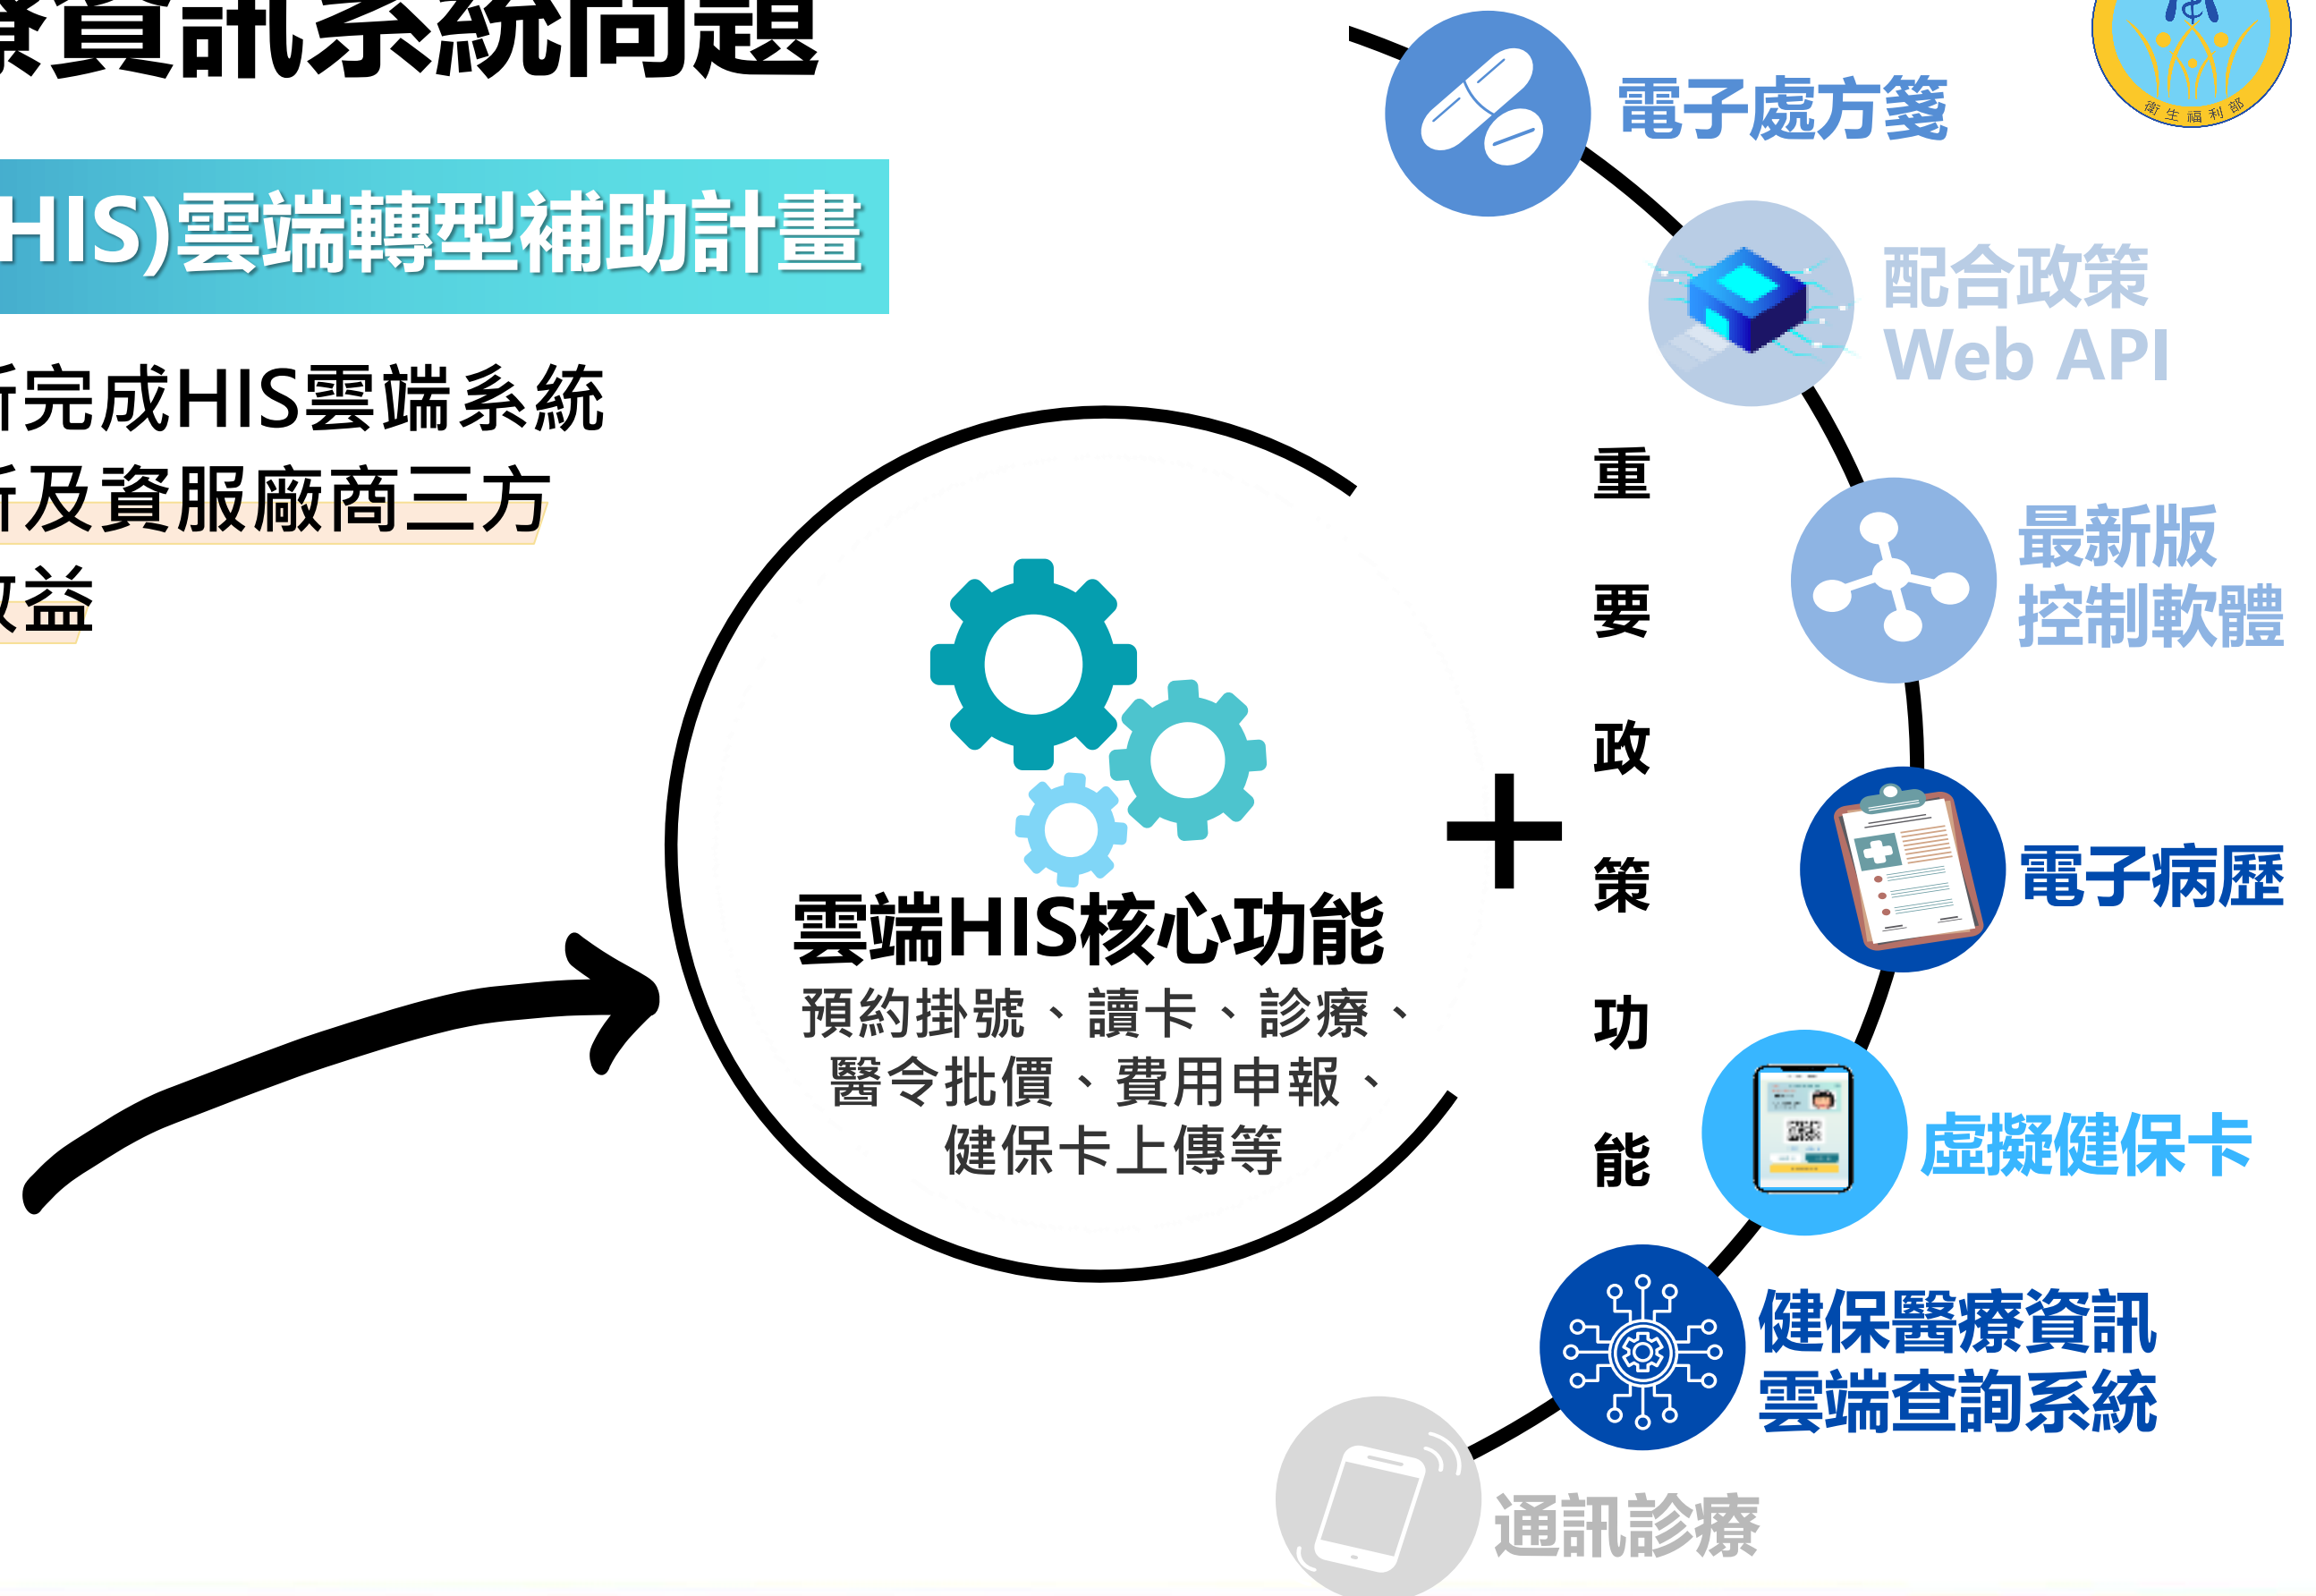 療資訊系統問題
HIS)雲端轉型補助計畫
完成HIS雲端系統
及資服廠商三方
益
雲端HIS核心功能
預約掛號、讀卡、診療、
醫令批價、費用申報、
健保卡上傳等
+
重要政策功能
電子處方箋
配合政策
Web API
最新版
控制軟體
電子病歷
虛擬健保卡
健保醫療資訊
雲端查詢系統
通訊診療
衛生福利部